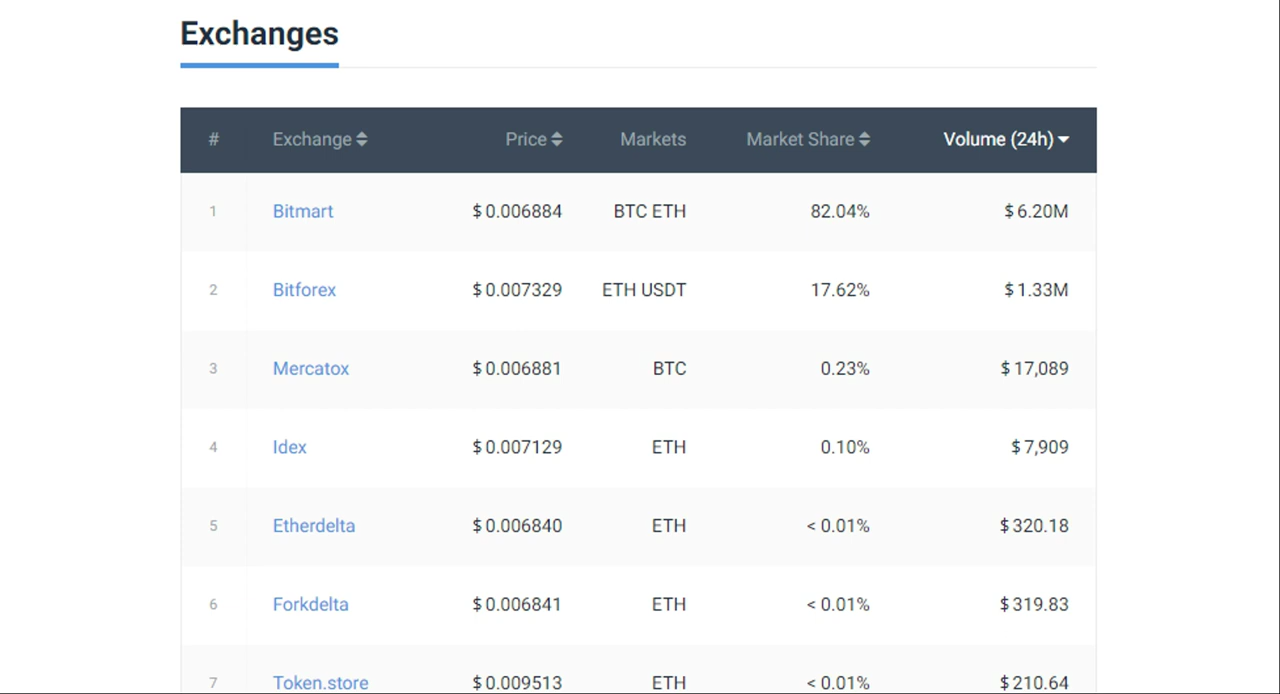 Exchanges
# Exchange Price Markets Market Share Volume (24h)
1 Bitmart $ 0.006884 BTC ETH 82.04% $ 6.20M
2 Bitforex $ 0.007329 ETH USDT 17.62% $ 1.33M
3 Mercatox $ 0.006881 BTC 0.23% $ 17,089
4 Idex $ 0.007129 ETH 0.10% $ 7,909
5 Etherdelta $ 0.006840 ETH < 0.01% $ 320.18
6 Forkdelta $ 0.006841 ETH < 0.01% $ 319.83
7 Token.store $ 0.009513 ETH < 0.01% $ 210.64